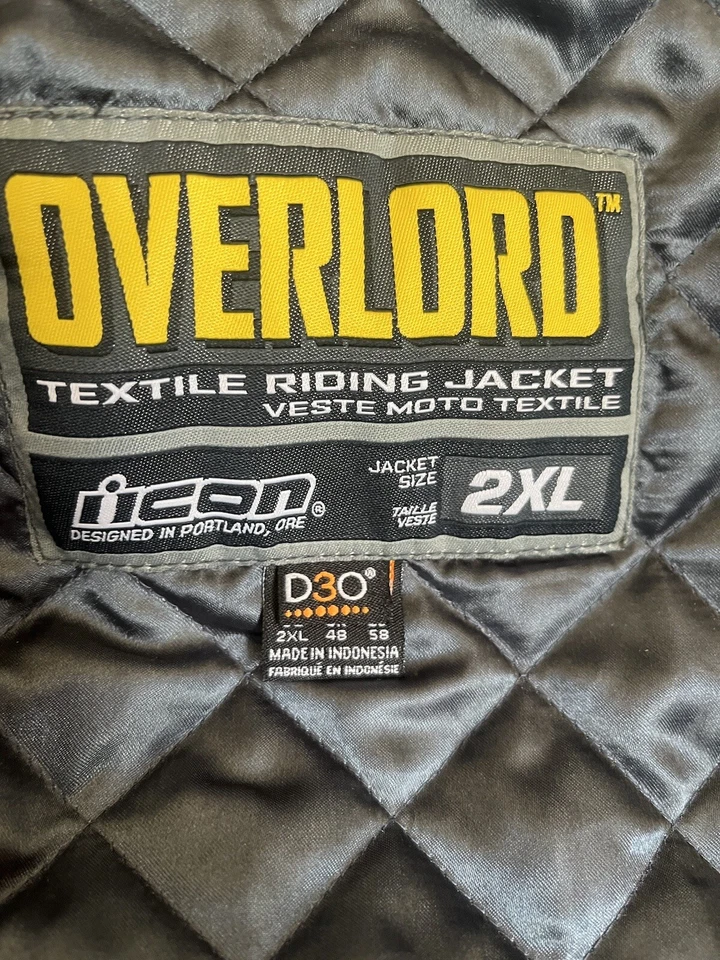 OVERLORD™
TEXTILE RIDING JACKET
VESTE MOTO TEXTILE
icon®
DESIGNED IN PORTLAND, ORE
JACKET
SIZE
TAILLE
VESTE
2XL
D3O®
2XL 48 58
MADE IN INDONESIA
FABRIQUÉ EN INDONÉSIE